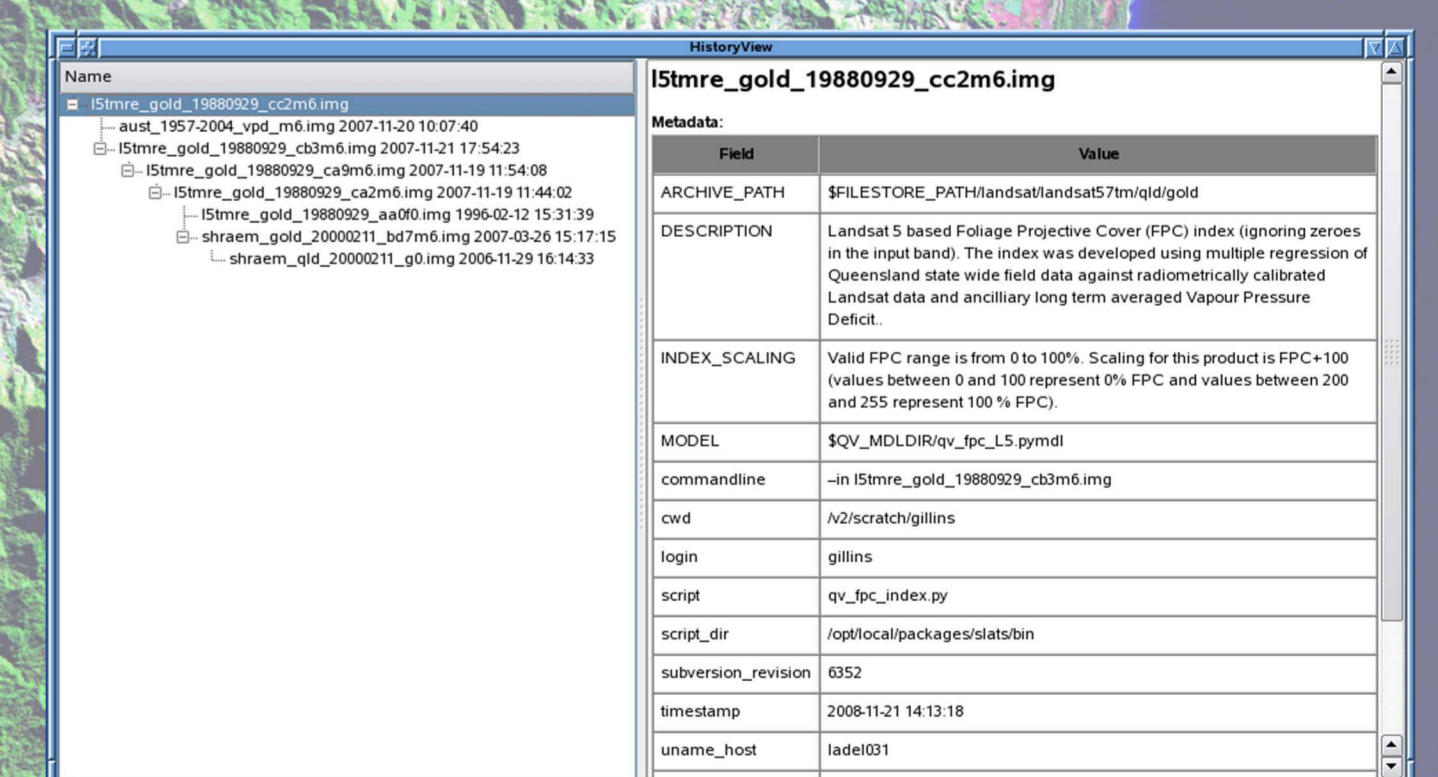 HistoryView
Name
l5tmre_gold_19880929_cc2m6.img
aust_1957-2004_vpd_m6.img 2007-11-20 10:07:40
l5tmre_gold_19880929_cb3m6.img 2007-11-21 17:54:23
l5tmre_gold_19880929_ca9m6.img 2007-11-19 11:54:08
l5tmre_gold_19880929_ca2m6.img 2007-11-19 11:44:02
l5tmre_gold_19880929_aa0f0.img 1996-02-12 15:31:39
shraem_gold_20000211_bd7m6.img 2007-03-26 15:17:15
shraem_qld_20000211_g0.img 2006-11-29 16:14:33
l5tmre_gold_19880929_cc2m6.img
Metadata:
Field Value
ARCHIVE_PATH $FILESTORE_PATH/landsat/landsat57tm/qld/gold
DESCRIPTION Landsat 5 based Foliage Projective Cover (FPC) index (ignoring zeroes
in the input band). The index was developed using multiple regression of
Queensland state wide field data against radiometrically calibrated
Landsat data and ancilliary long term averaged Vapour Pressure
Deficit..
INDEX_SCALING Valid FPC range is from 0 to 100%. Scaling for this product is FPC+100
(values between 0 and 100 represent 0% FPC and values between 200
and 255 represent 100 % FPC).
MODEL $QV_MDLDIR/qv_fpc_L5.pymdl
commandline --in l5tmre_gold_19880929_cb3m6.img
cwd /v2/scratch/gillins
login gillins
script qv_fpc_index.py
script_dir /opt/local/packages/slats/bin
subversion_revision 6352
timestamp 2008-11-21 14:13:18
uname_host ladel031